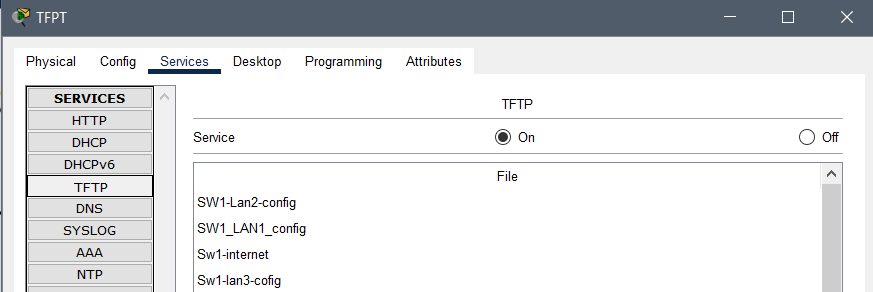 TFPT
Physical Config Services Desktop Programming Attributes
SERVICES
HTTP
DHCP
DHCPv6
TFTP
DNS
SYSLOG
AAA
NTP
TFTP
Service On Off
File
SW1-Lan2-config
SW1_LAN1_config
Sw1-internet
Sw1-lan3-cofig